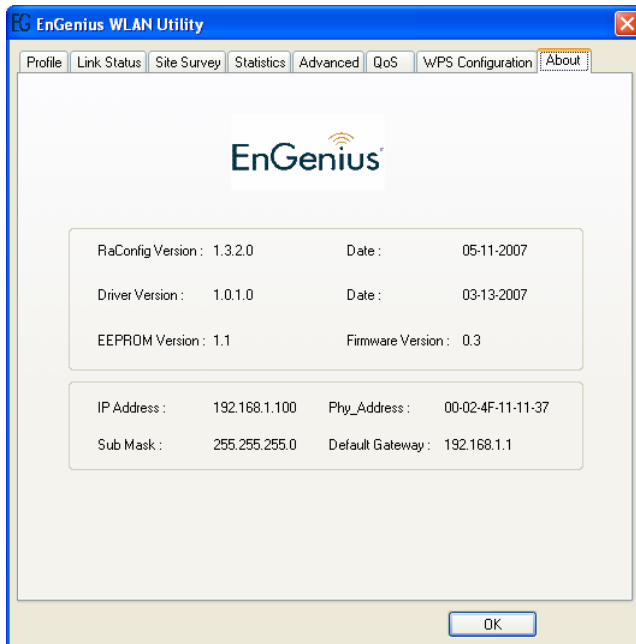 EG EnGenius WLAN Utility
Profile Link Status Site Survey Statistics Advanced QoS WPS Configuration About
EnGenius
RaConfig Version : 1.3.2.0 Date : 05-11-2007
Driver Version : 1.0.1.0 Date : 03-13-2007
EEPROM Version : 1.1 Firmware Version : 0.3
IP Address : 192.168.1.100 Phy_Address : 00-02-4F-11-11-37
Sub Mask : 255.255.255.0 Default Gateway : 192.168.1.1
OK